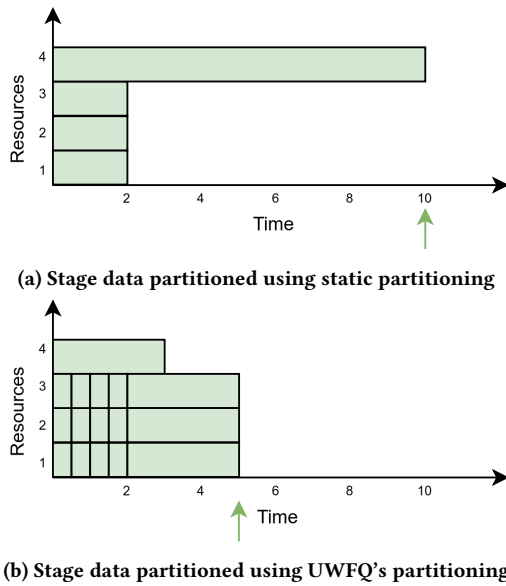 Resources
4
3
2
1
2 4 6 8 10
Time
(a) Stage data partitioned using static partitioning
Resources
4
3
2
1
2 4 6 8 10
Time
(b) Stage data partitioned using UWFQ's partitioning